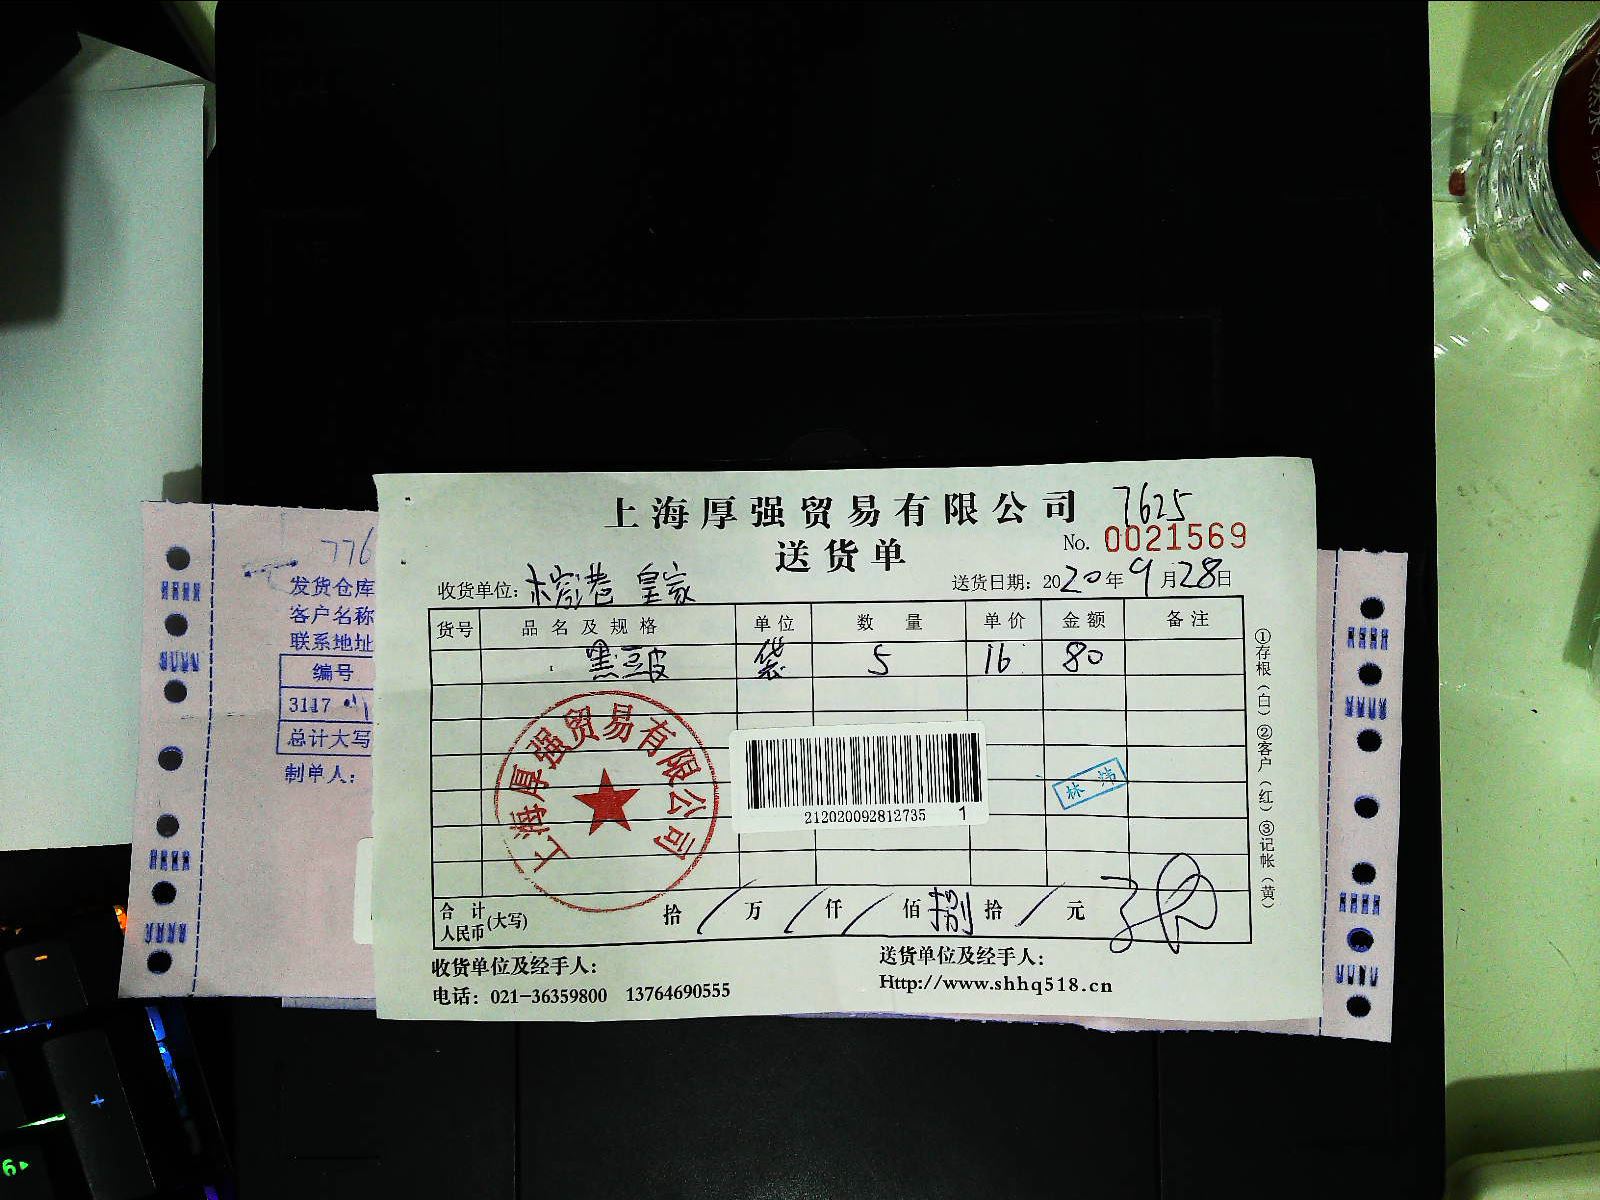 上海厚强贸易有限公司
7625
送货单
No. 0021569
收货单位: 皇家
送货日期: 2020年9月28日
货号 品名及规格 单位 数量 单价 金额 备注
黑豆皮 袋 5 16 80
上海厚强贸易有限公司
212020092812735 1
林炜
合计人民币(大写) 拾 / 万 / 仟 / 佰 捌 拾 / 元
收货单位及经手人:
送货单位及经手人:
电话: 021-36359800 13764690555
Http://www.shhq518.cn
①存根(白) ②客户(红) ③记帐(黄)
776
发货仓库
客户名称
联系地址
编号
3117
总计大写
制单人: